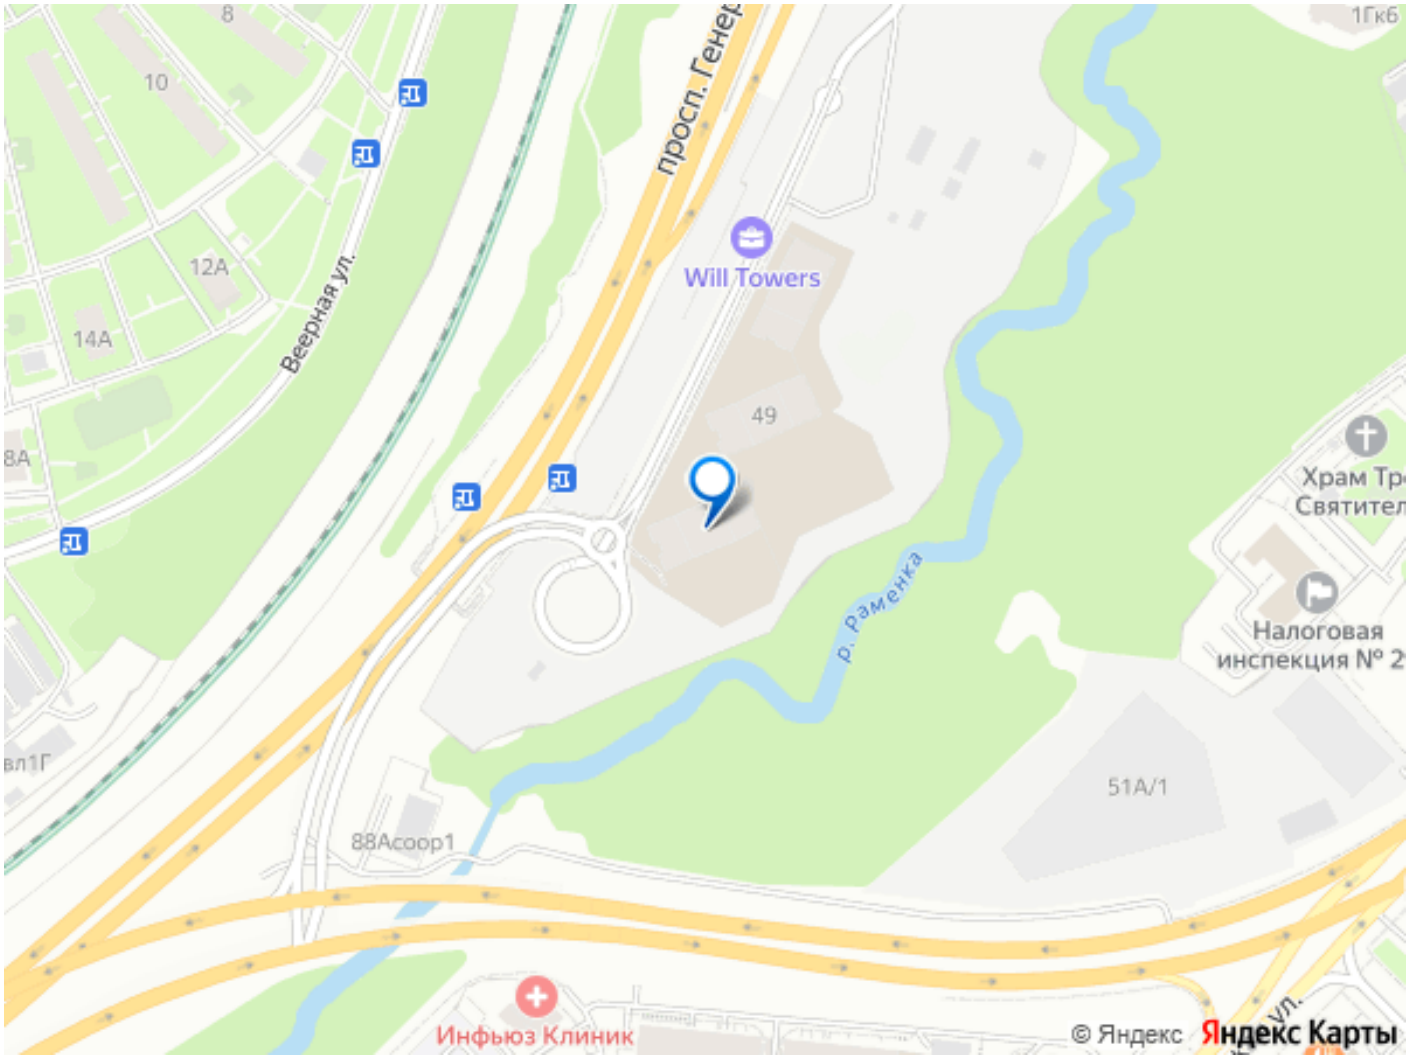 8
1Гк6
10
просп. Генер
12А
Веерная ул.
Will Towers
14А
49
8А
Храм Тре
Святител
р. Раменка
Налоговая
инспекция № 2
вл1Г
51А/1
88Асоор1
ул.
Инфьюз Клиник
© Яндекс Яндекс Карты